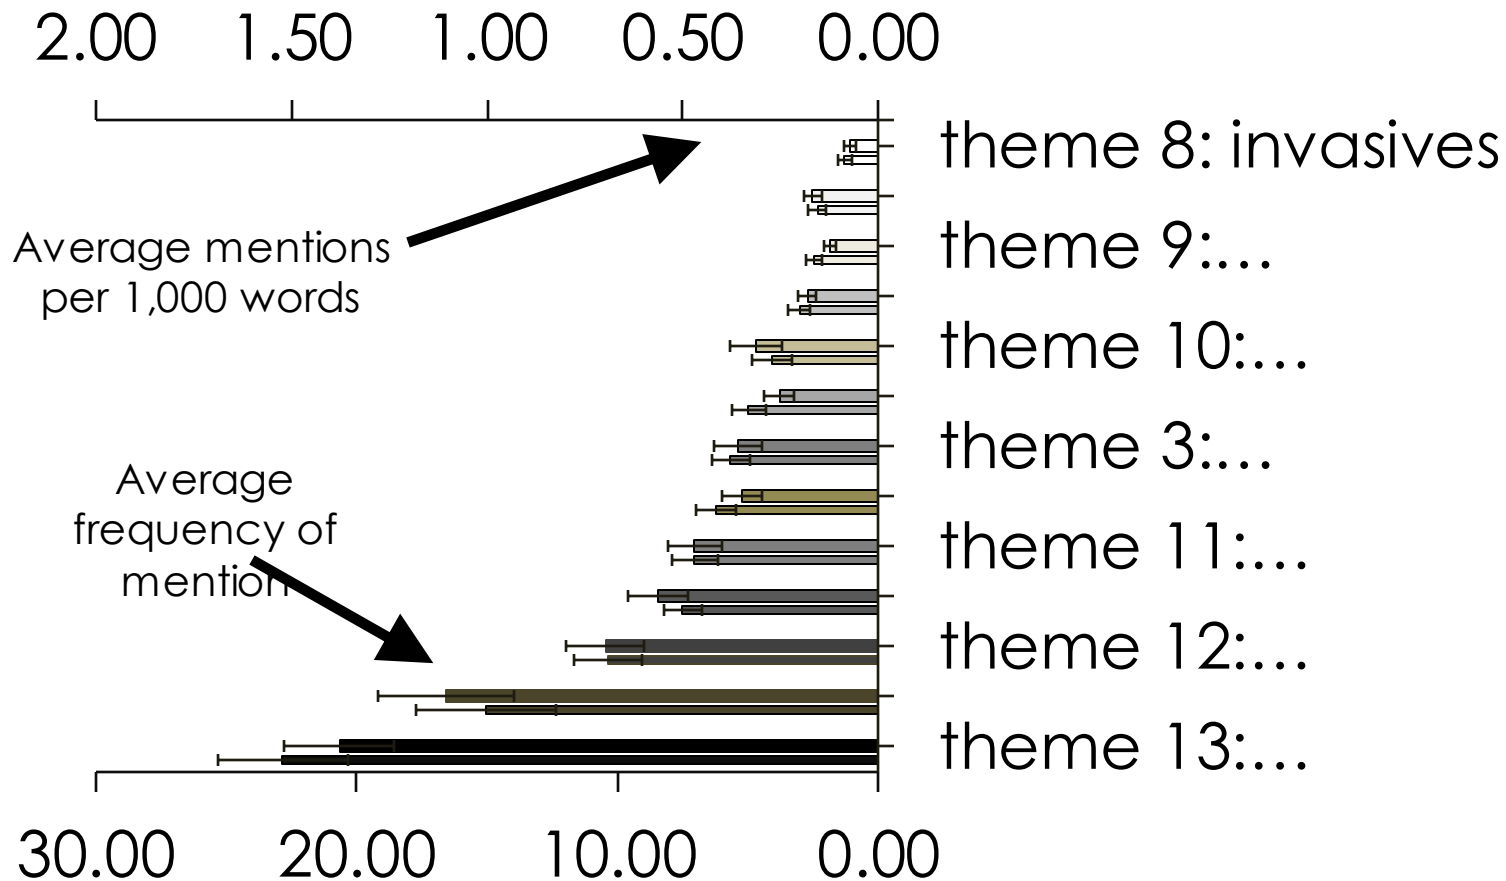 2.00 1.50 1.00 0.50 0.00
theme 8: invasives
Average mentions
per 1,000 words
theme 9:…
theme 10:…
theme 3:…
Average
frequency of
mention
theme 11:…
theme 12:…
theme 13:…
30.00 20.00 10.00 0.00